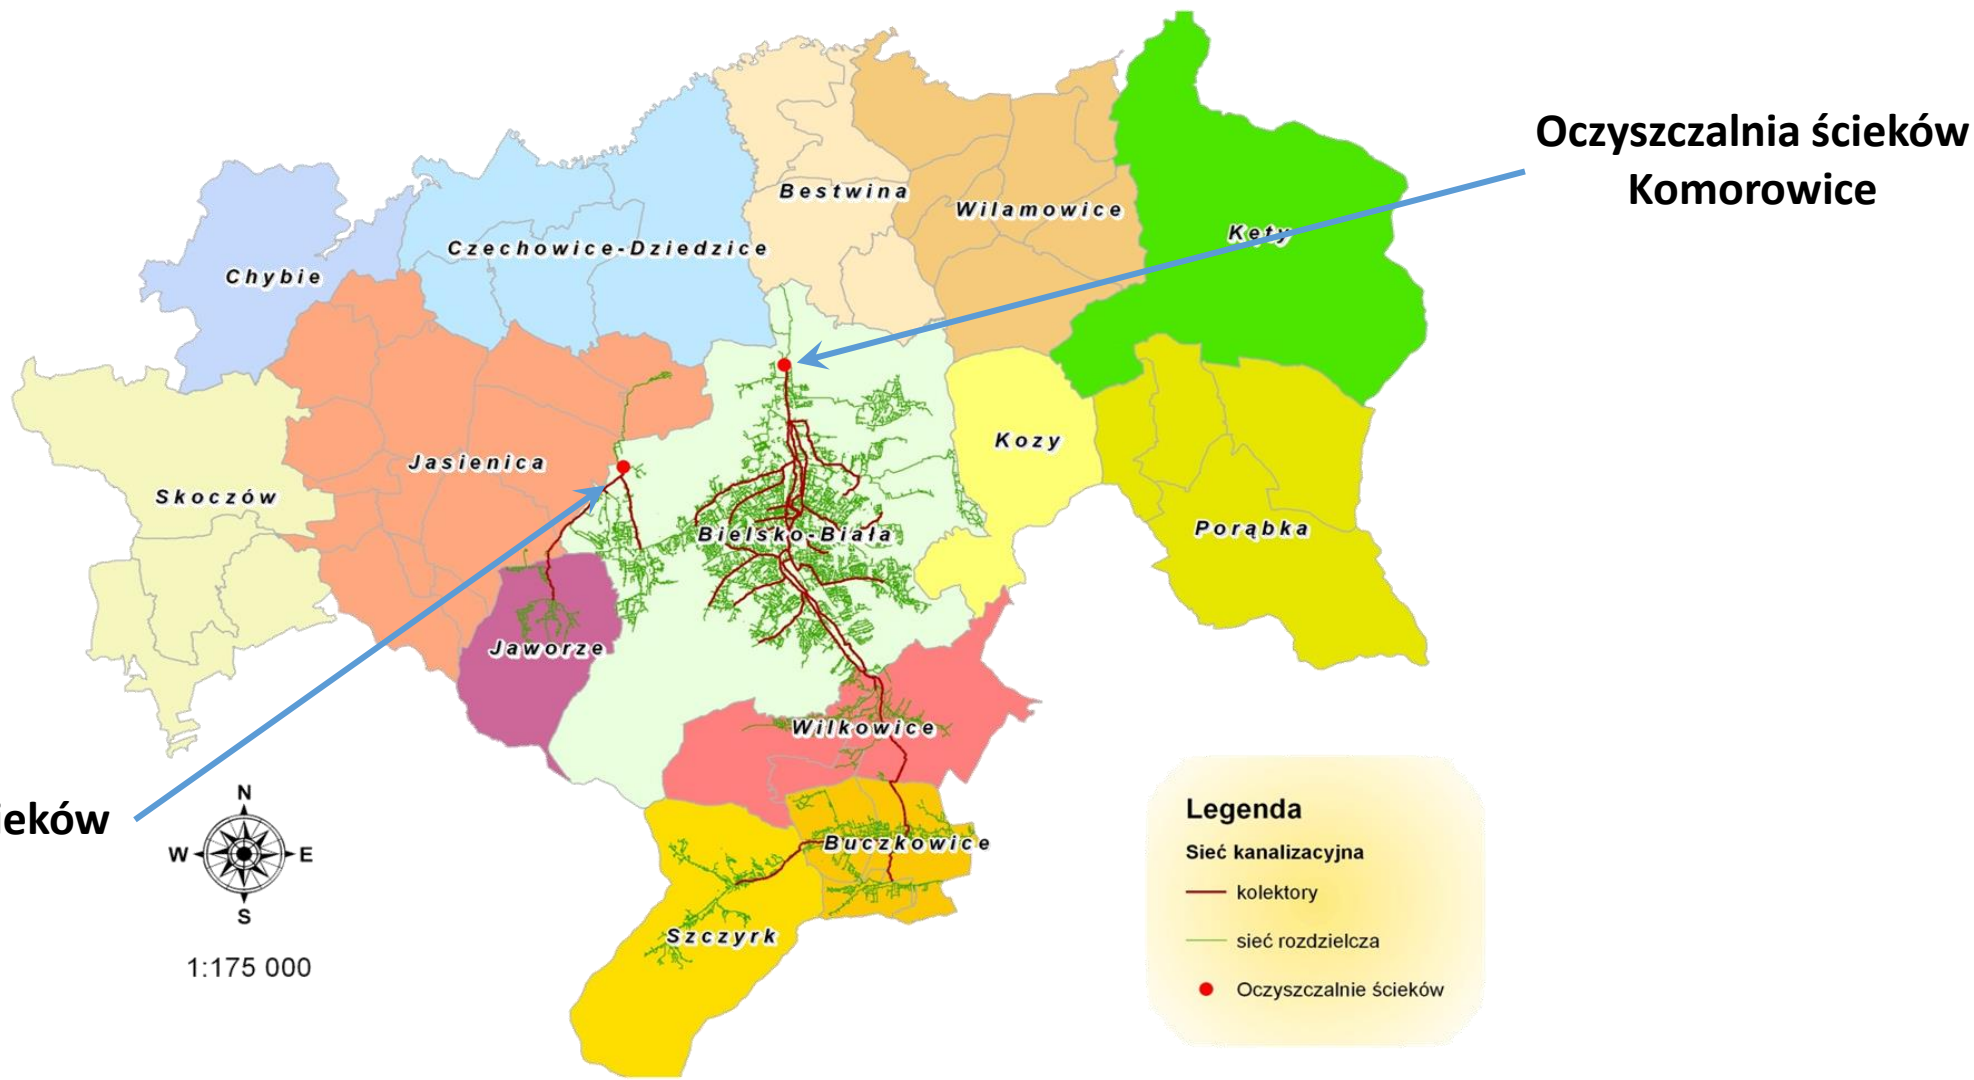 Oczyszczalnia ścieków
Komorowice
Bestwina
Wilamowice
Kęty
Czechowice-Dziedzice
Chybie
Kozy
Jasienica
Skoczów
Porąbka
Bielsko-Biała
Jaworze
Wilkowice
Buczkowice
Szczyrk
N
W
E
S
1:175 000
Legenda
Sieć kanalizacyjna
kolektory
sieć rozdzielcza
Oczyszczalnie ścieków